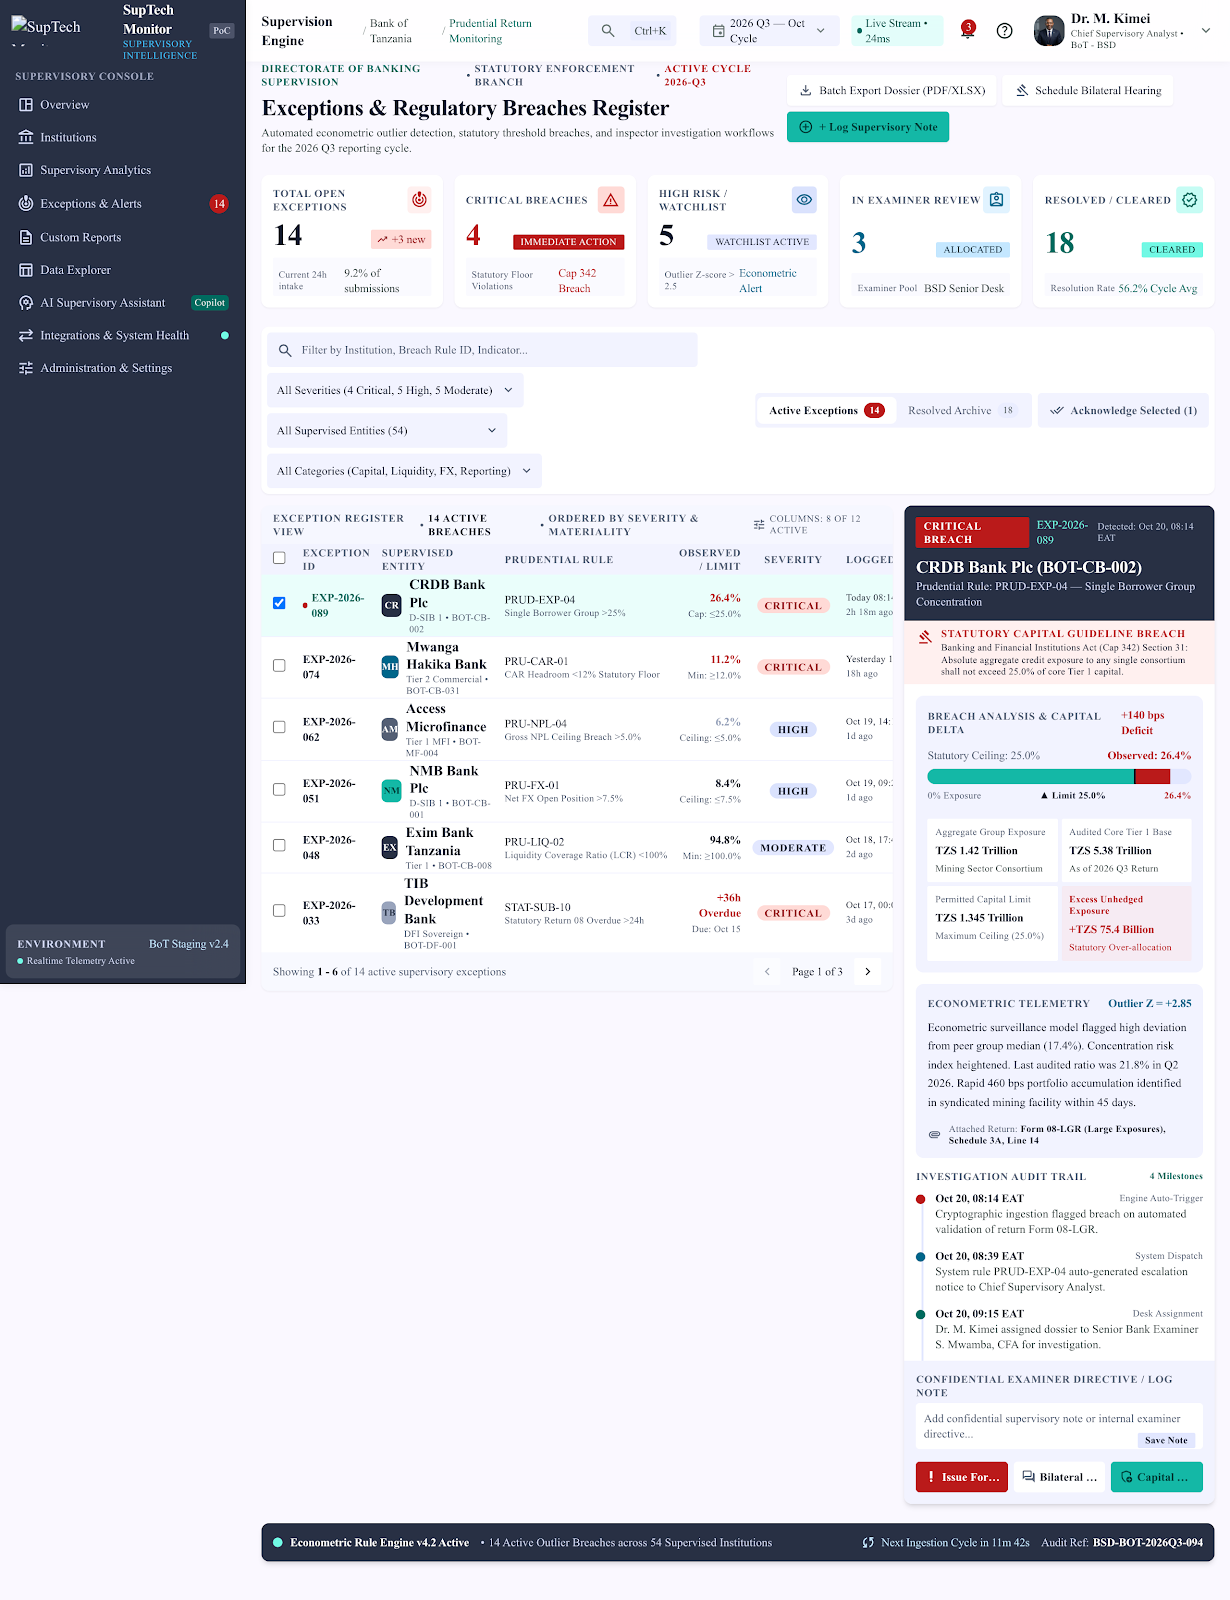 SupTech
SupTech
Monitor
SUPERVISORY
INTELLIGENCE
PoC
SUPERVISORY CONSOLE
Overview
Institutions
Supervisory Analytics
Exceptions & Alerts
14
Custom Reports
Data Explorer
AI Supervisory Assistant
Copilot
Integrations & System Health
Administration & Settings
ENVIRONMENT
BoT Staging v2.4
Realtime Telemetry Active
Supervision
Engine
/
Bank of
Tanzania
/
Prudential Return
Monitoring
Ctrl+K
2026 Q3 — Oct
Cycle
Live Stream •
24ms
3
Dr. M. Kimei
Chief Supervisory Analyst •
BoT - BSD
DIRECTORATE OF BANKING
SUPERVISION
• STATUTORY ENFORCEMENT
BRANCH
• ACTIVE CYCLE
2026-Q3
Exceptions & Regulatory Breaches Register
Automated econometric outlier detection, statutory threshold breaches, and inspector investigation workflows
for the 2026 Q3 reporting cycle.
Batch Export Dossier (PDF/XLSX)
Schedule Bilateral Hearing
+ Log Supervisory Note
TOTAL OPEN
EXCEPTIONS
14
+3 new
Current 24h
intake
9.2% of
submissions
CRITICAL BREACHES
4
IMMEDIATE ACTION
Statutory Floor
Violations
Cap 342
Breach
HIGH RISK /
WATCHLIST
5
WATCHLIST ACTIVE
Outlier Z-score >
2.5
Econometric
Alert
IN EXAMINER REVIEW
3
ALLOCATED
Examiner Pool
BSD Senior Desk
RESOLVED / CLEARED
18
CLEARED
Resolution Rate
56.2% Cycle Avg
Filter by Institution, Breach Rule ID, Indicator...
All Severities (4 Critical, 5 High, 5 Moderate)
All Supervised Entities (54)
All Categories (Capital, Liquidity, FX, Reporting)
Active Exceptions
14
Resolved Archive
18
Acknowledge Selected (1)
EXCEPTION REGISTER
VIEW
• 14 ACTIVE
BREACHES
• ORDERED BY SEVERITY &
MATERIALITY
COLUMNS: 8 OF 12
ACTIVE
EXCEPTION
ID
SUPERVISED
ENTITY
PRUDENTIAL RULE
OBSERVED
/ LIMIT
SEVERITY
LOGGED
EXP-2026-
089
CR
CRDB Bank
Plc
D-SIB 1 • BOT-CB-
002
PRUD-EXP-04
Single Borrower Group >25%
26.4%
Cap: ≤25.0%
CRITICAL
Today 08:1
2h 18m ago
EXP-2026-
074
MH
Mwanga
Hakika Bank
Tier 2 Commercial •
BOT-CB-031
PRU-CAR-01
CAR Headroom <12% Statutory Floor
11.2%
Min: ≥12.0%
CRITICAL
Yesterday 1
18h ago
EXP-2026-
062
AM
Access
Microfinance
Tier 1 MFI • BOT-
MF-004
PRU-NPL-04
Gross NPL Ceiling Breach >5.0%
6.2%
Ceiling: ≤5.0%
HIGH
Oct 19, 14:
1d ago
EXP-2026-
051
NM
NMB Bank
Plc
D-SIB 1 • BOT-CB-
001
PRU-FX-01
Net FX Open Position >7.5%
8.4%
Ceiling: ≤7.5%
HIGH
Oct 19, 09:
1d ago
EXP-2026-
048
EX
Exim Bank
Tanzania
Tier 1 • BOT-CB-008
PRU-LIQ-02
Liquidity Coverage Ratio (LCR) <100%
94.8%
Min: ≥100.0%
MODERATE
Oct 18, 17:
2d ago
EXP-2026-
033
TB
TIB
Development
Bank
DFI Sovereign •
BOT-DF-001
STAT-SUB-10
Statutory Return 08 Overdue >24h
+36h
Overdue
Due: Oct 15
CRITICAL
Oct 17, 00:
3d ago
Showing 1 - 6 of 14 active supervisory exceptions
Page 1 of 3
CRITICAL
BREACH
EXP-2026-
089
Detected: Oct 20, 08:14
EAT
CRDB Bank Plc (BOT-CB-002)
Prudential Rule: PRUD-EXP-04 — Single Borrower Group
Concentration
STATUTORY CAPITAL GUIDELINE BREACH
Banking and Financial Institutions Act (Cap 342) Section 31:
Absolute aggregate credit exposure to any single consortium
shall not exceed 25.0% of core Tier 1 capital.
BREACH ANALYSIS & CAPITAL
DELTA
+140 bps
Deficit
Statutory Ceiling: 25.0%
Observed: 26.4%
0% Exposure
▲ Limit 25.0%
26.4%
Aggregate Group Exposure
TZS 1.42 Trillion
Mining Sector Consortium
Audited Core Tier 1 Base
TZS 5.38 Trillion
As of 2026 Q3 Return
Permitted Capital Limit
TZS 1.345 Trillion
Maximum Ceiling (25.0%)
Excess Unhedged
Exposure
+TZS 75.4 Billion
Statutory Over-allocation
ECONOMETRIC TELEMETRY
Outlier Z = +2.85
Econometric surveillance model flagged high deviation
from peer group median (17.4%). Concentration risk
index heightened. Last audited ratio was 21.8% in Q2
2026. Rapid 460 bps portfolio accumulation identified
in syndicated mining facility within 45 days.
Attached Return: Form 08-LGR (Large Exposures),
Schedule 3A, Line 14
INVESTIGATION AUDIT TRAIL
4 Milestones
Oct 20, 08:14 EAT
Engine Auto-Trigger
Cryptographic ingestion flagged breach on automated
validation of return Form 08-LGR.
Oct 20, 08:39 EAT
System Dispatch
System rule PRUD-EXP-04 auto-generated escalation
notice to Chief Supervisory Analyst.
Oct 20, 09:15 EAT
Desk Assignment
Dr. M. Kimei assigned dossier to Senior Bank Examiner
S. Mwamba, CFA for investigation.
CONFIDENTIAL EXAMINER DIRECTIVE / LOG
NOTE
Add confidential supervisory note or internal examiner
directive...
Save Note
Issue For...
Bilateral ...
Capital ...
Econometric Rule Engine v4.2 Active
• 14 Active Outlier Breaches across 54 Supervised Institutions
Next Ingestion Cycle in 11m 42s
Audit Ref: BSD-BOT-2026Q3-094